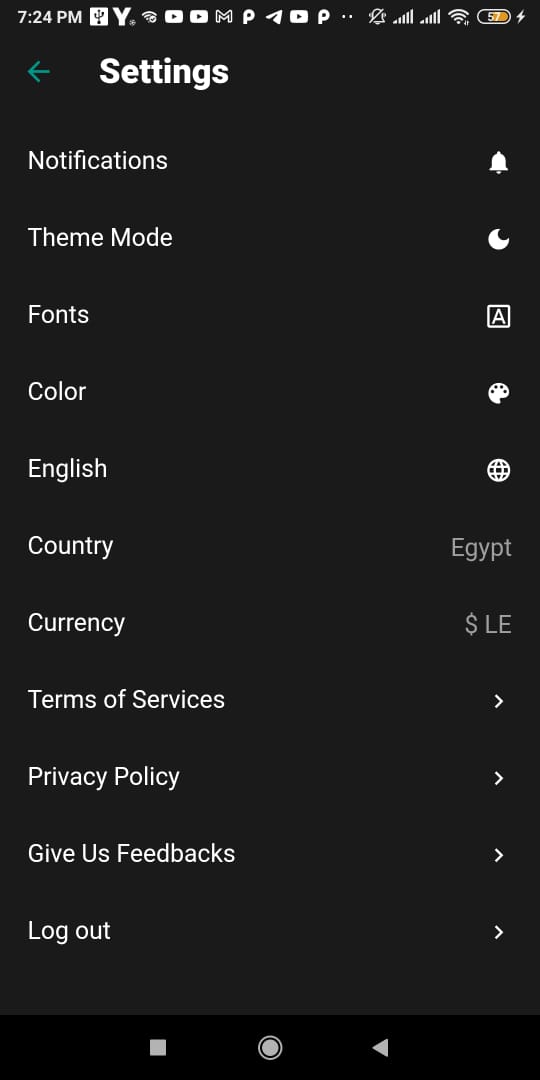 7:24 PM
57
Settings
Notifications
Theme Mode
Fonts
A
Color
English
Country
Egypt
Currency
$ LE
Terms of Services
Privacy Policy
Give Us Feedbacks
Log out